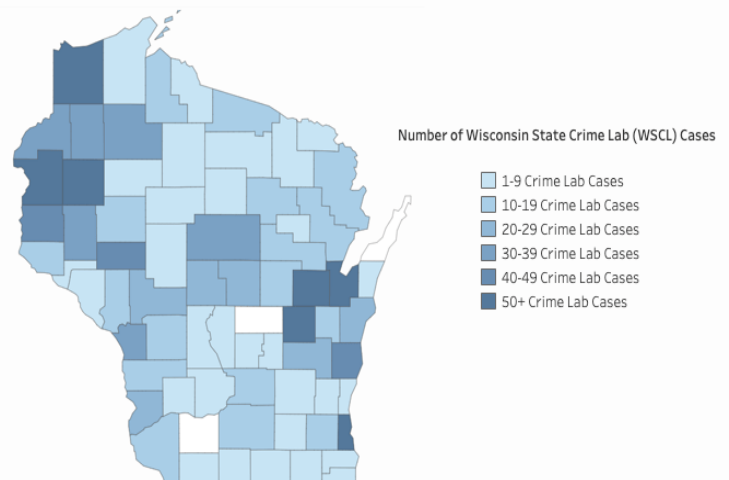 Number of Wisconsin State Crime Lab (WSCL) Cases
1-9 Crime Lab Cases
10-19 Crime Lab Cases
20-29 Crime Lab Cases
30-39 Crime Lab Cases
40-49 Crime Lab Cases
50+ Crime Lab Cases